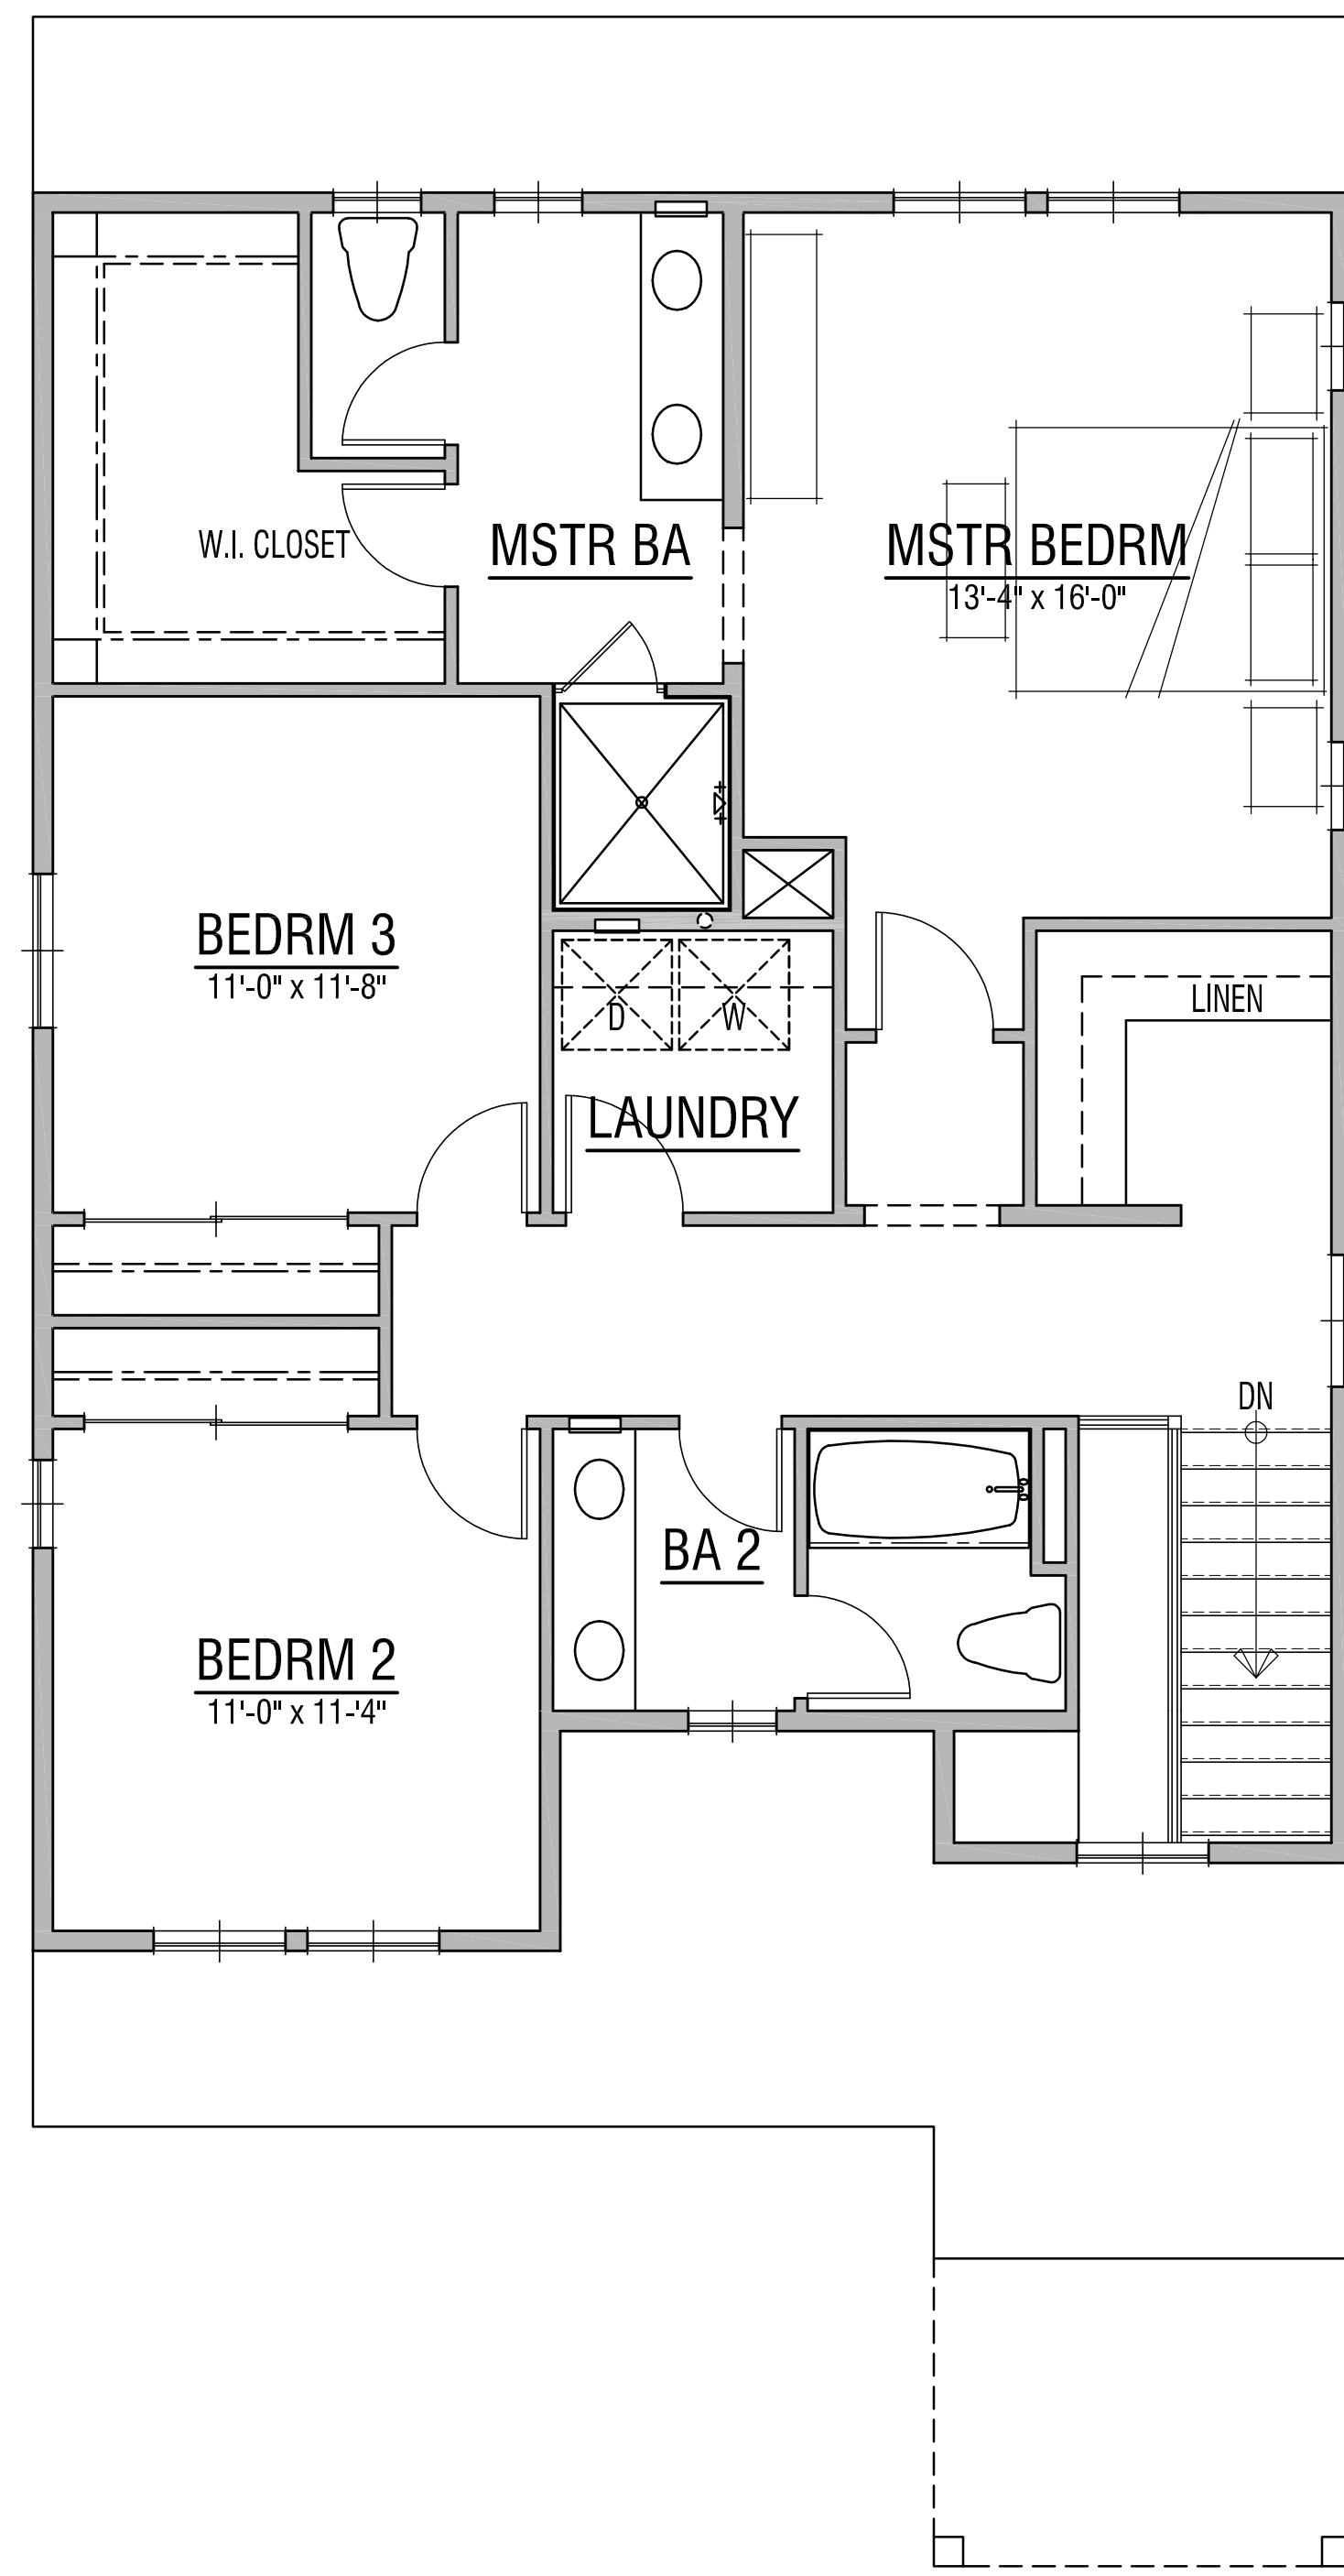 W.I. CLOSET
MSTR BA
MSTR BEDRM
13'-4" x 16'-0"
BEDRM 3
11'-0" x 11'-8"
D
W
LINEN
LAUNDRY
DN
BA 2
BEDRM 2
11'-0" x 11-'4"